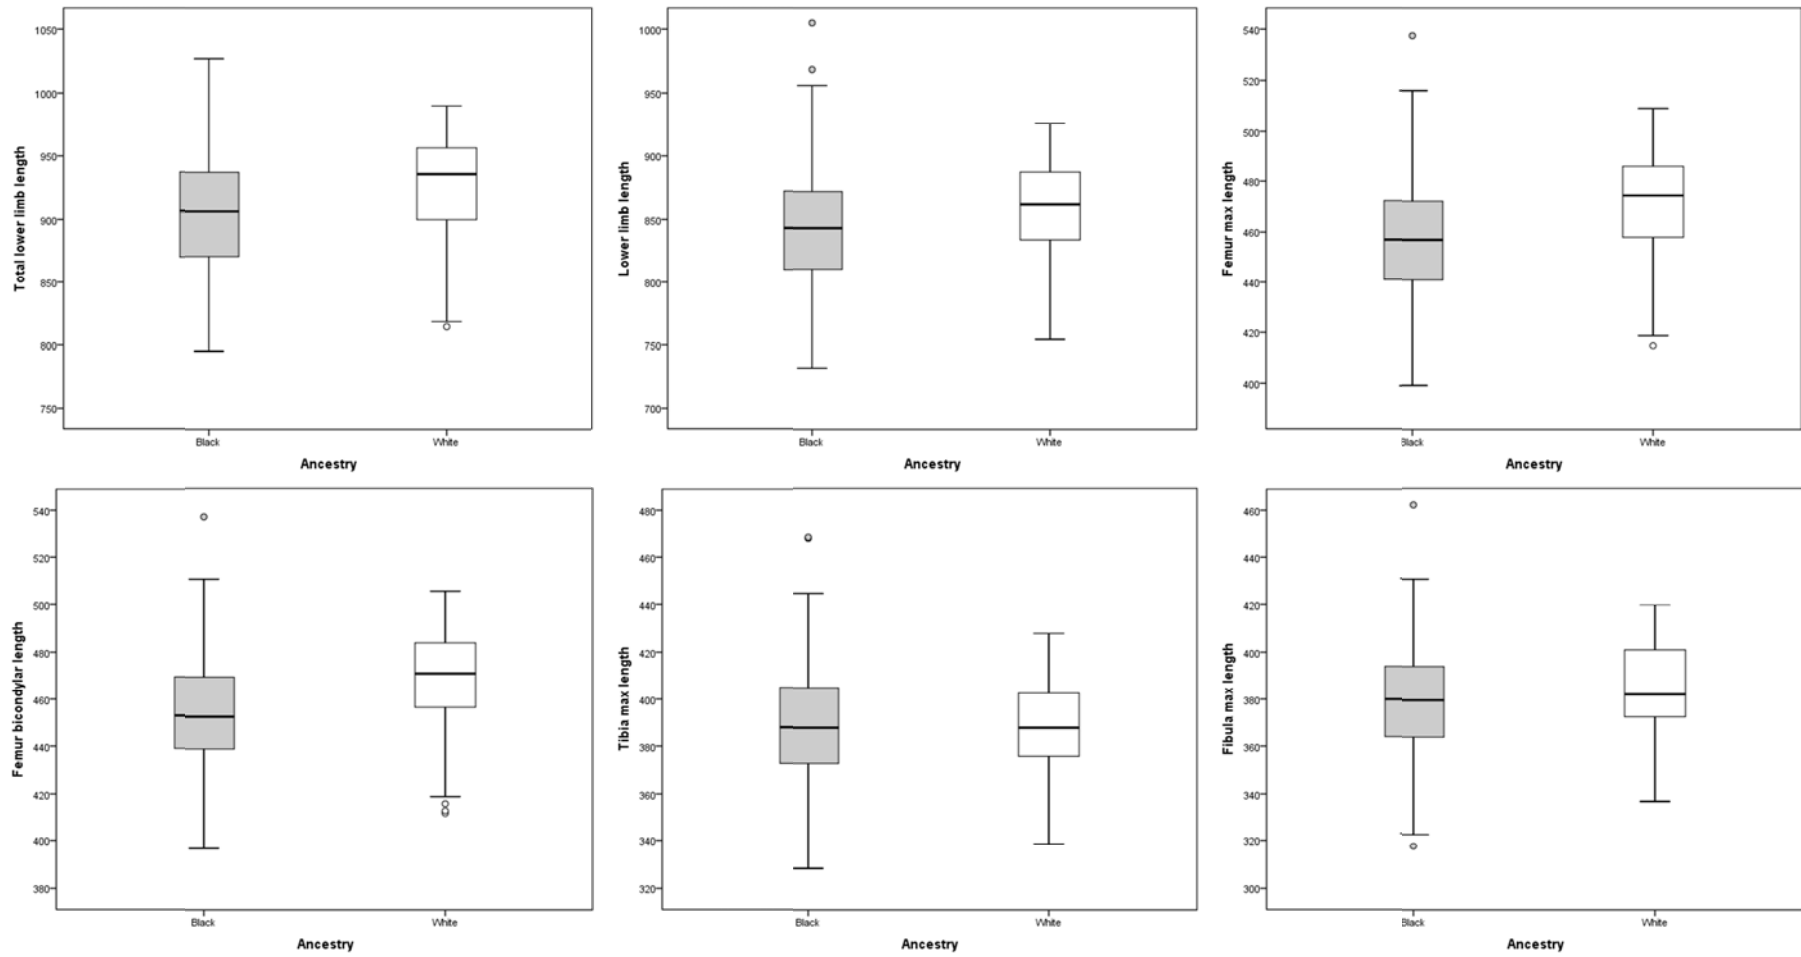 Total lower limb length
1050
1000
950
900
850
800
750
Black
White
Ancestry
Lower limb length
1000
950
900
850
800
750
700
Black
White
Ancestry
Femur max length
540
520
500
480
460
440
420
400
Black
White
Ancestry
Femur bicondylar length
540
520
500
480
460
440
420
400
380
Black
White
Ancestry
Tibia max length
480
460
440
420
400
380
360
340
320
Black
White
Ancestry
Fibula max length
460
440
420
400
380
360
340
320
300
Black
White
Ancestry